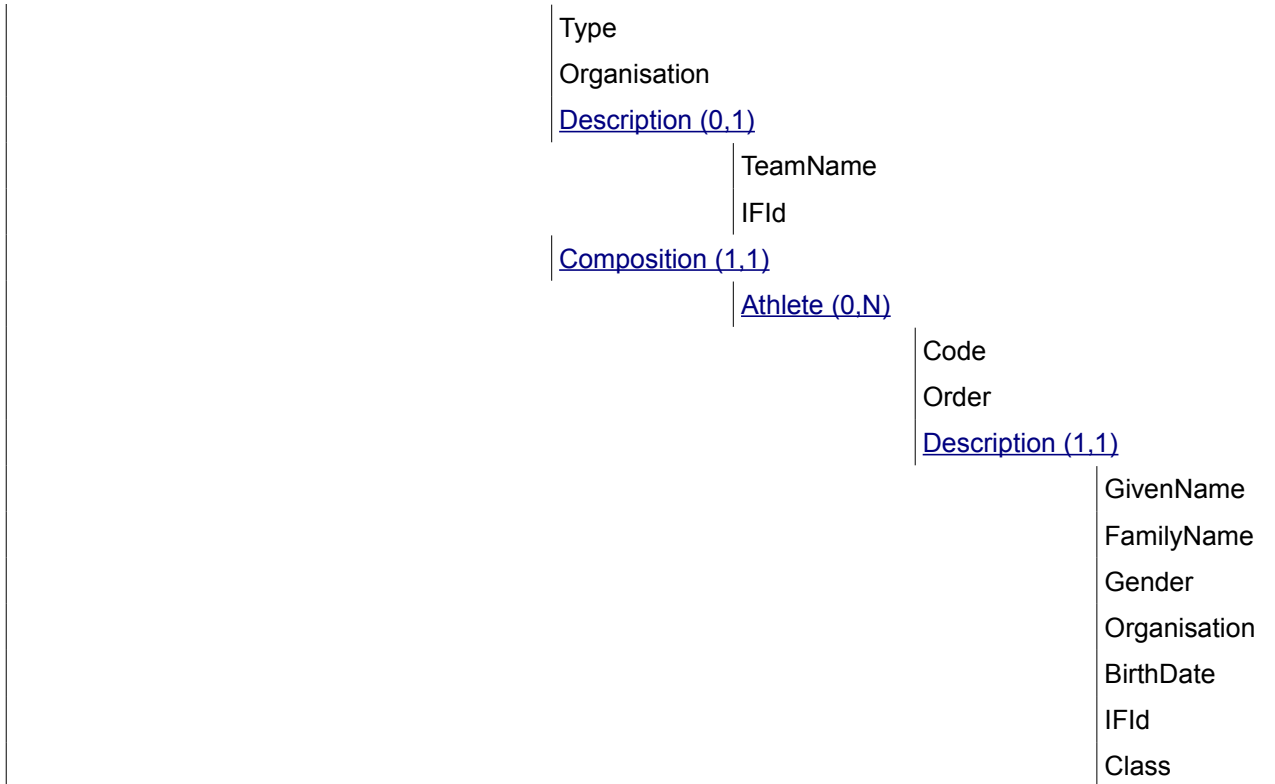 Type
Organisation
Description (0,1)
TeamName
IFId
Composition (1,1)
Athlete (0,N)
Code
Order
Description (1,1)
GivenName
FamilyName
Gender
Organisation
BirthDate
IFId
Class